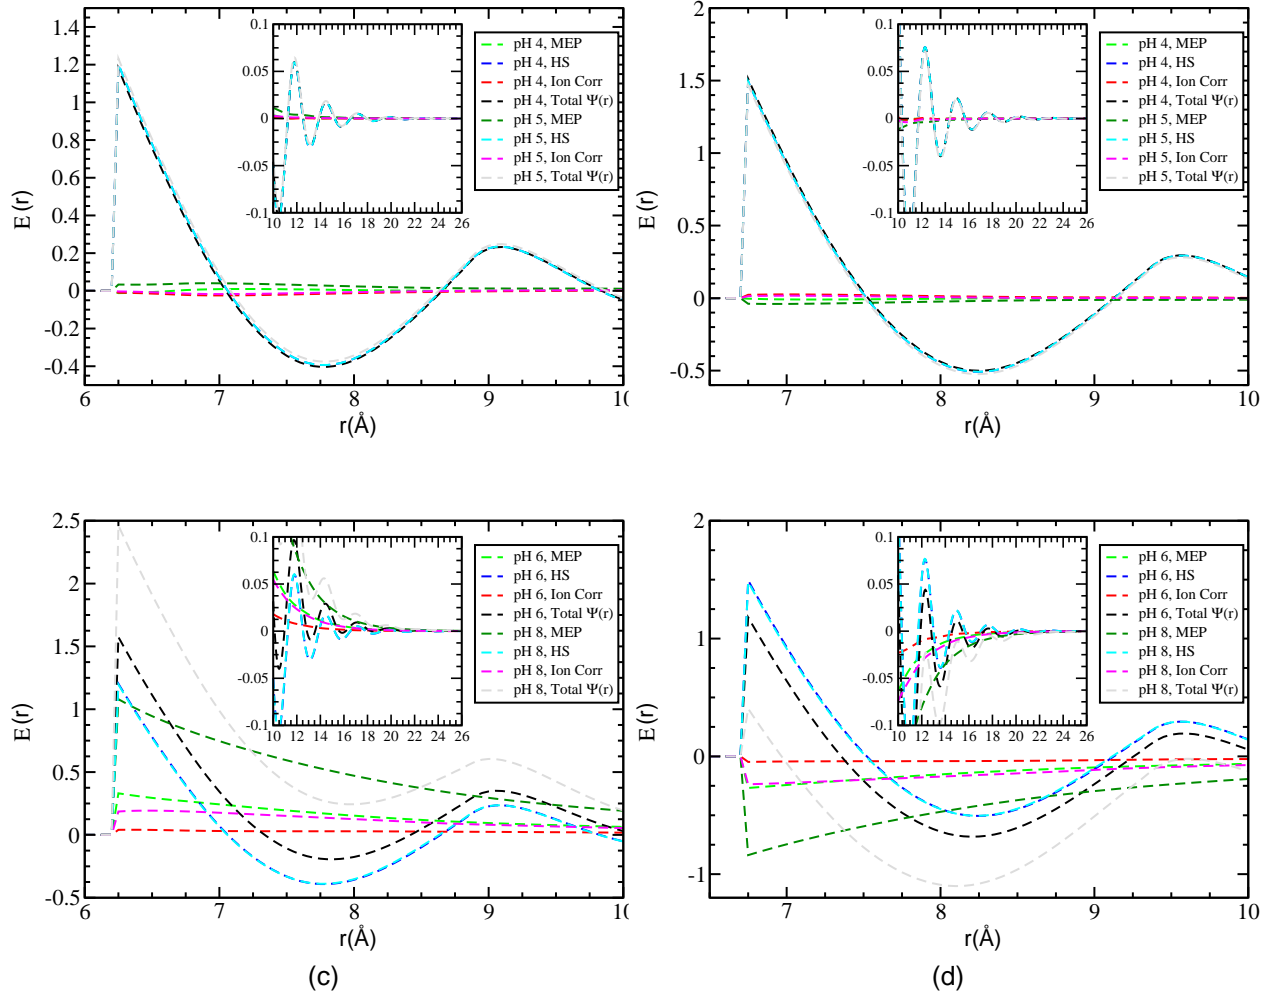 1.4
1.2
1
0.8
0.6
0.4
0.2
0
-0.2
-0.4
E (r)
6 7 8 9 10
r(Å)
0.1
0.05
0
-0.05
-0.1
10 12 14 16 18 20 22 24 26
pH 4, MEP
pH 4, HS
pH 4, Ion Corr
pH 4, Total Ψ(r)
pH 5, MEP
pH 5, HS
pH 5, Ion Corr
pH 5, Total Ψ(r)
2
1.5
1
0.5
0
-0.5
E (r)
7 8 9 10
r(Å)
0.1
0.05
0
-0.05
-0.1
10 12 14 16 18 20 22 24 26
pH 4, MEP
pH 4, HS
pH 4, Ion Corr
pH 4, Total Ψ(r)
pH 5, MEP
pH 5, HS
pH 5, Ion Corr
pH 5, Total Ψ(r)
2.5
2
1.5
1
0.5
0
-0.5
E (r)
6 7 8 9 10
r(Å)
0.1
0.05
0
-0.05
-0.1
10 12 14 16 18 20 22 24 26
pH 6, MEP
pH 6, HS
pH 6, Ion Corr
pH 6, Total Ψ(r)
pH 8, MEP
pH 8, HS
pH 8, Ion Corr
pH 8, Total Ψ(r)
(c)
2
1
0
-1
E (r)
7 8 9 10
r(Å)
0.1
0.05
0
-0.05
-0.1
10 12 14 16 18 20 22 24 26
pH 6, MEP
pH 6, HS
pH 6, Ion Corr
pH 6, Total Ψ(r)
pH 8, MEP
pH 8, HS
pH 8, Ion Corr
pH 8, Total Ψ(r)
(d)